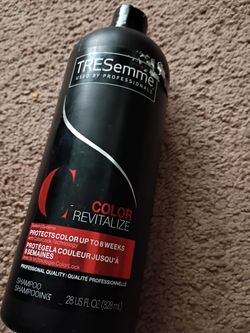 TRESemmé
USED BY PROFESSIONALS
C
COLOR
REVITALIZE
PROTECTS COLOR UP TO 8 WEEKS
PROTÉGE LA COULEUR JUSQU'À
8 SEMAINES
PROFESSIONAL QUALITY | QUALITÉ PROFESSIONNELLE
SHAMPOO
SHAMPOOING
28 US FL OZ (828 mL)